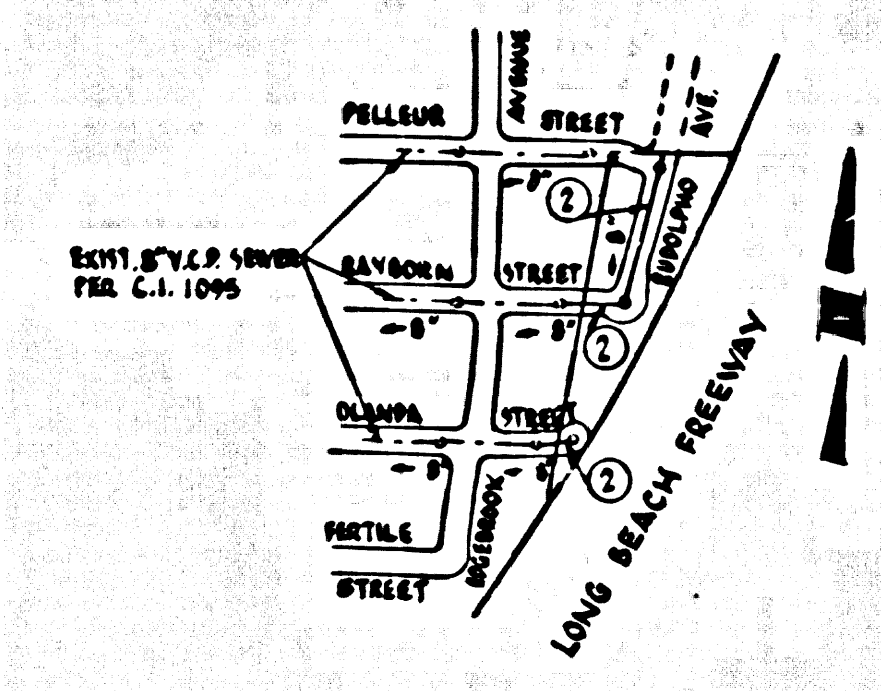 AVENUE
PELLEUR STREET
AVE.
8"
2
8"
RUDOLPHO
EXIST. 8" V.C.P. SEWER
PER C.I. 1095
RAYBORN STREET
8" 8"
2
OLANDA STREET
8" 8"
2
FERTILE
STREET
EDGEBROOK
LONG BEACH FREEWAY